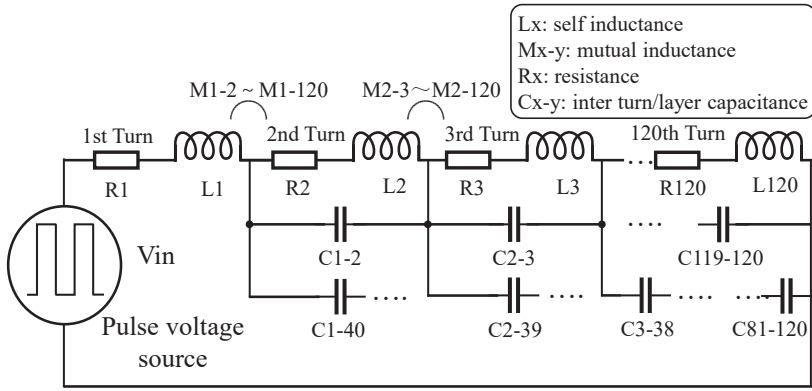 Lx: self inductance
Mx-y: mutual inductance
Rx: resistance
Cx-y: inter turn/layer capacitance
M1-2 ~ M1-120
M2-3～M2-120
1st Turn
2nd Turn
3rd Turn
120th Turn
R1
L1
R2
L2
R3
L3
R120
L120
C1-2
C2-3
C119-120
Vin
C1-40
C2-39
C3-38
C81-120
Pulse voltage
source